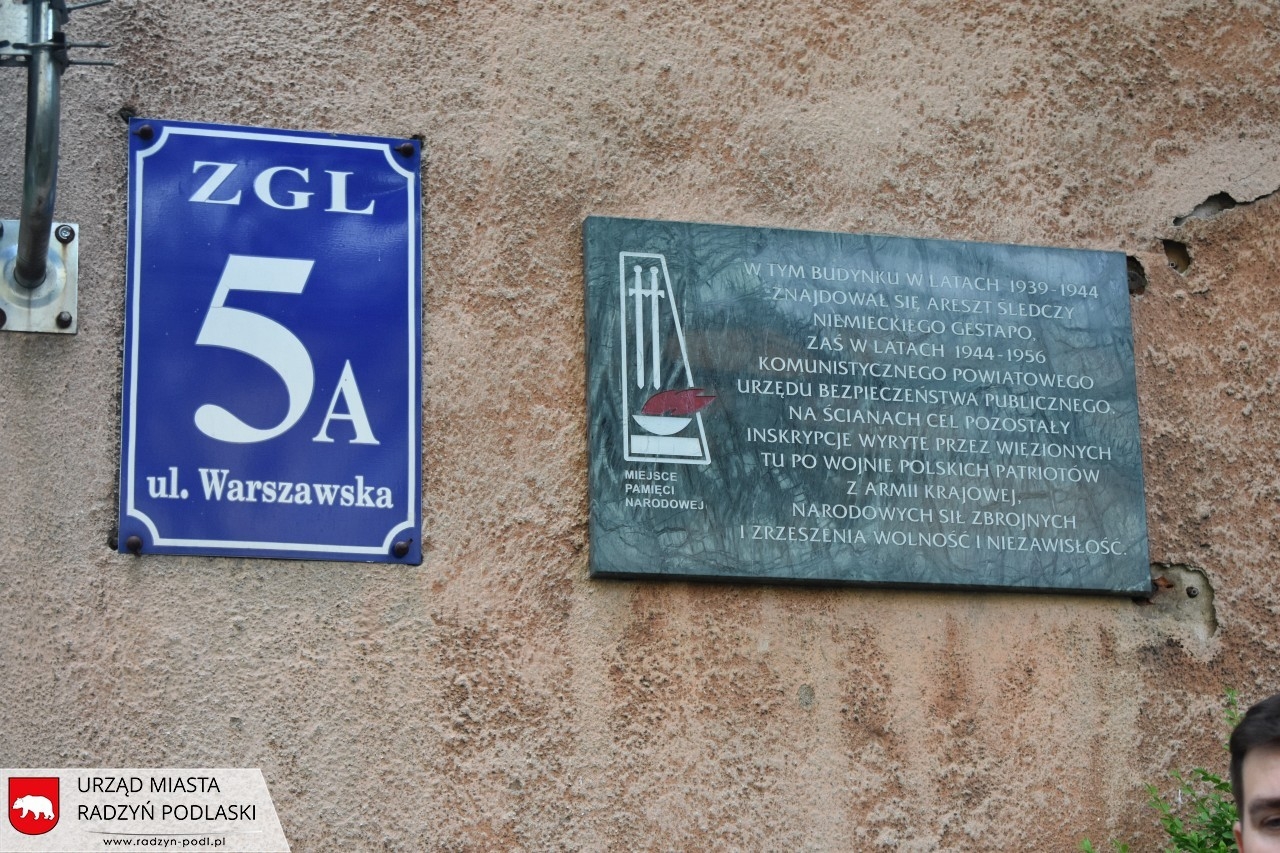 ZGL
5A
ul. Warszawska
W TYM BUDYNKU W LATACH 1939-1944
ZNAJDOWAŁ SIĘ ARESZT ŚLEDCZY
NIEMIECKIEGO GESTAPO,
ZAŚ W LATACH 1944-1956
KOMUNISTYCZNEGO POWIATOWEGO
URZĘDU BEZPIECZEŃSTWA PUBLICZNEGO.
NA ŚCIANACH CEL POZOSTAŁY
INSKRYPCJE WYRYTE PRZEZ WIĘZIONYCH
TU PO WOJNIE POLSKICH PATRIOTÓW
Z ARMII KRAJOWEJ,
NARODOWYCH SIŁ ZBROJNYCH
I ZRZESZENIA WOLNOŚĆ I NIEZAWISŁOŚĆ.
MIEJSCE
PAMIĘCI
NARODOWEJ
URZĄD MIASTA
RADZYŃ PODLASKI
www.radzyn-podl.pl